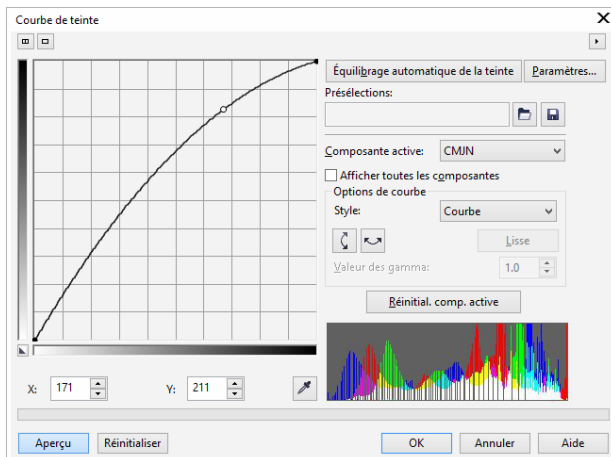 Courbe de teinte
Équilibrage automatique de la teinte
Paramètres...
Présélections:
Composante active:
CMJN
Afficher toutes les composantes
Options de courbe
Style:
Courbe
Lisse
Valeur des gamma:
1.0
Réinitial. comp. active
X:
171
Y:
211
Aperçu
Réinitialiser
OK
Annuler
Aide